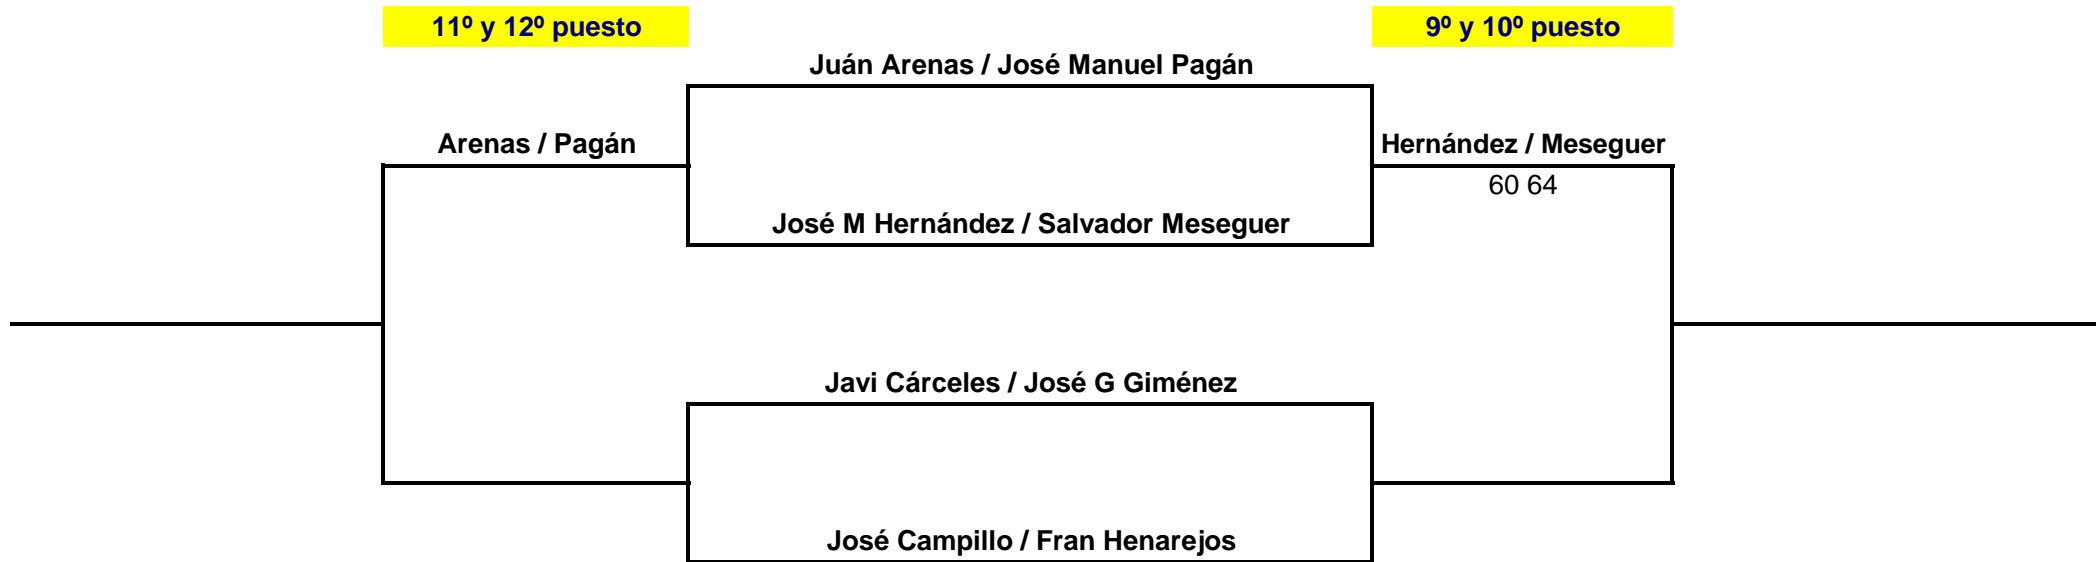 11º y 12º puesto
9º y 10º puesto
Juán Arenas / José Manuel Pagán
Arenas / Pagán
Hernández / Meseguer
60 64
José M Hernández / Salvador Meseguer
Javi Cárceles / José G Giménez
José Campillo / Fran Henarejos